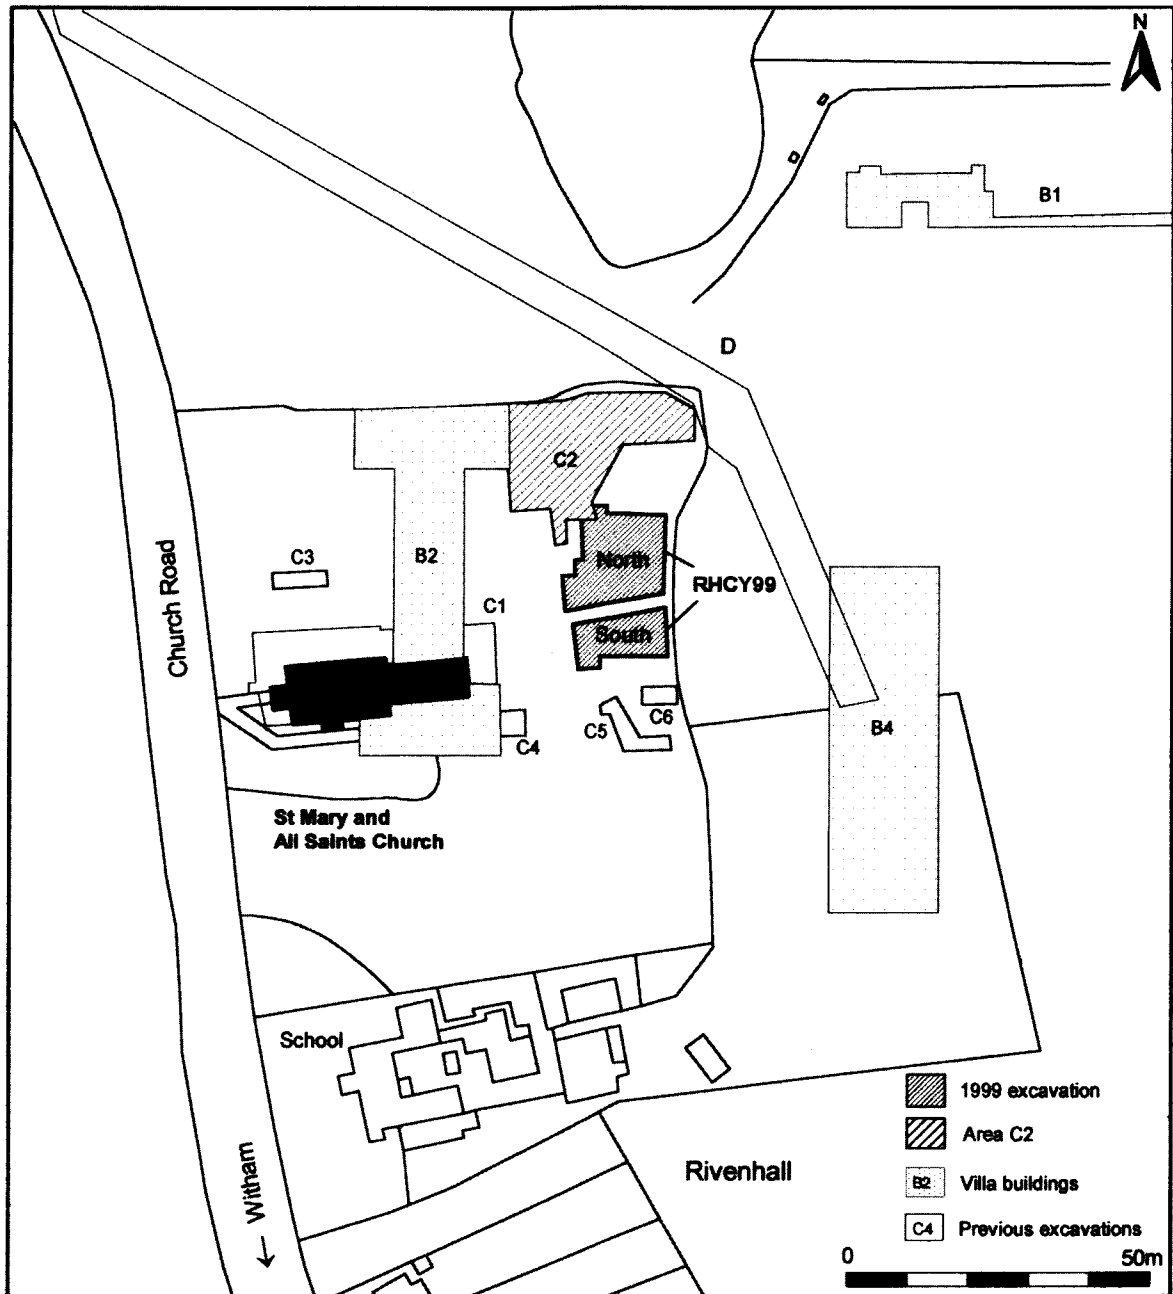 N
B1
D
C2
C3
B2
North
Church Road
RHCY99
C1
South
C6
C5
B4
C4
St Mary and
All Saints Church
School
1999 excavation
Area C2
Rivenhall
B2 Villa buildings
Witham
C4 Previous excavations
0 50m